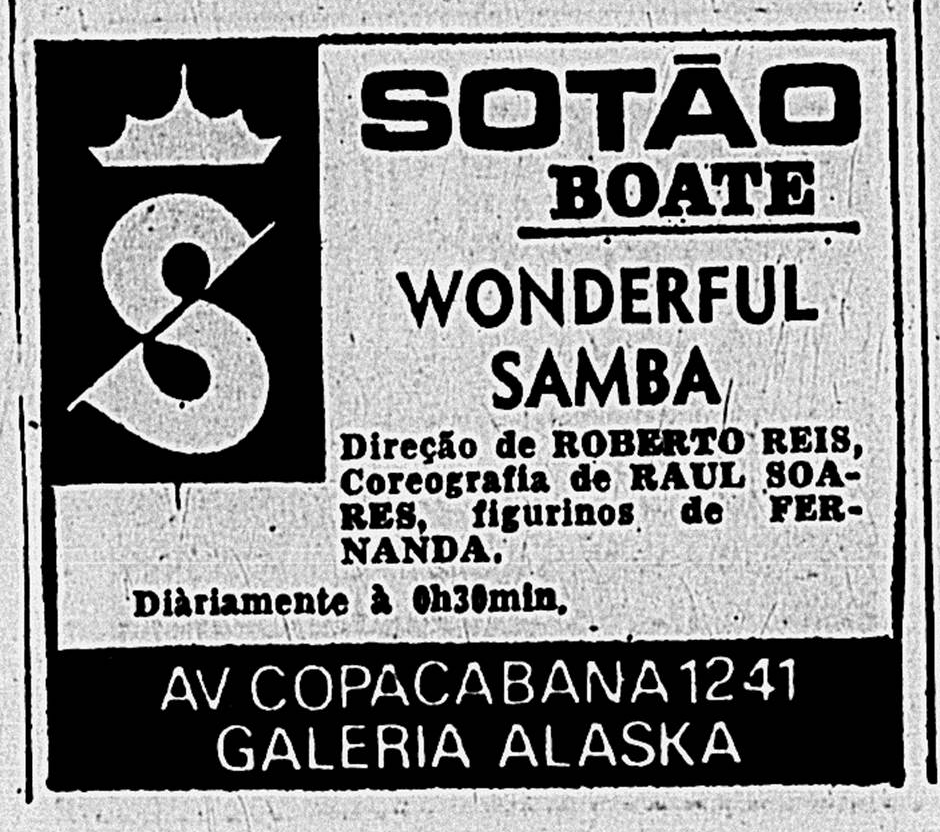 S
SOTÃO
BOATE
WONDERFUL
SAMBA
Direção de ROBERTO REIS,
Coreografia de RAUL SOA-
RES, figurinos de FER-
NANDA.
Diàriamente à 0h30min.
AV COPACABANA 1241
GALERIA ALASKA